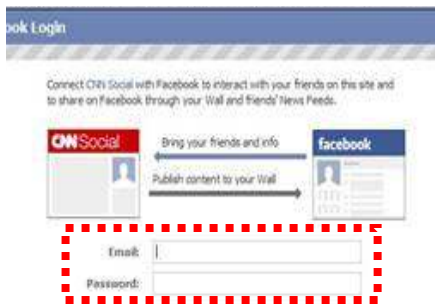 ook Login
Connect CNN Social with Facebook to interact with your friends on this site and
to share on Facebook through your Wall and friends' News Feeds.
CNN Social
Bring your friends and info
facebook
Publish content to your Wall
Email:
Password: